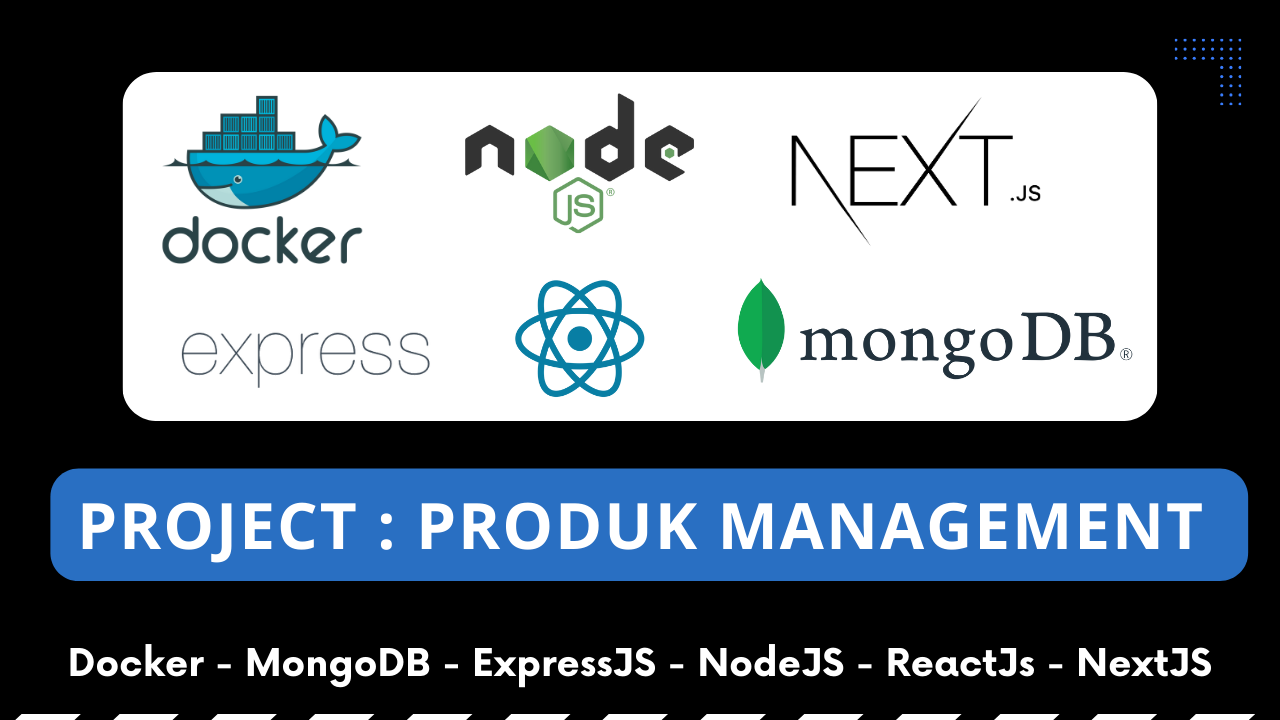 node
JS®
NEXT.JS
docker
express
mongoDB®
PROJECT : PRODUK MANAGEMENT
Docker - MongoDB - ExpressJS - NodeJS - ReactJs - NextJS